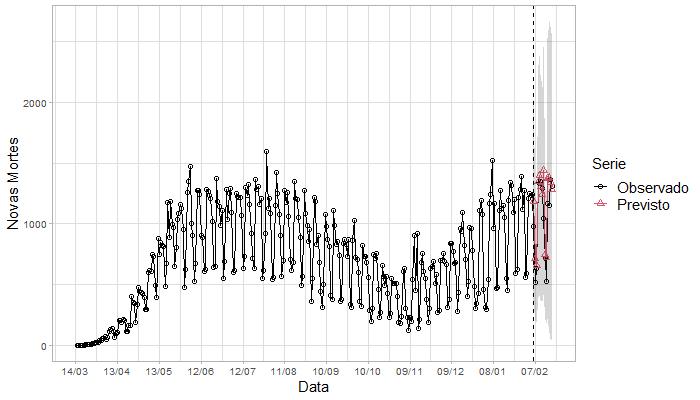 Novas Mortes
2000
1000
0
14/03 13/04 13/05 12/06 12/07 11/08 10/09 10/10 09/11 09/12 08/01 07/02
Data
Serie
Observado
Previsto